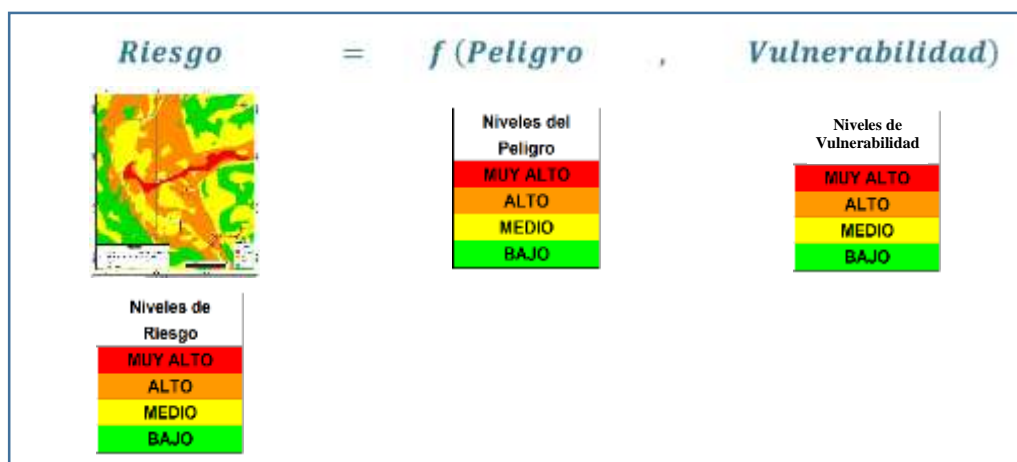 Riesgo = f (Peligro , Vulnerabilidad)
Niveles del
Peligro
MUY ALTO
ALTO
MEDIO
BAJO
Niveles de
Vulnerabilidad
MUY ALTO
ALTO
MEDIO
BAJO
Niveles de
Riesgo
MUY ALTO
ALTO
MEDIO
BAJO